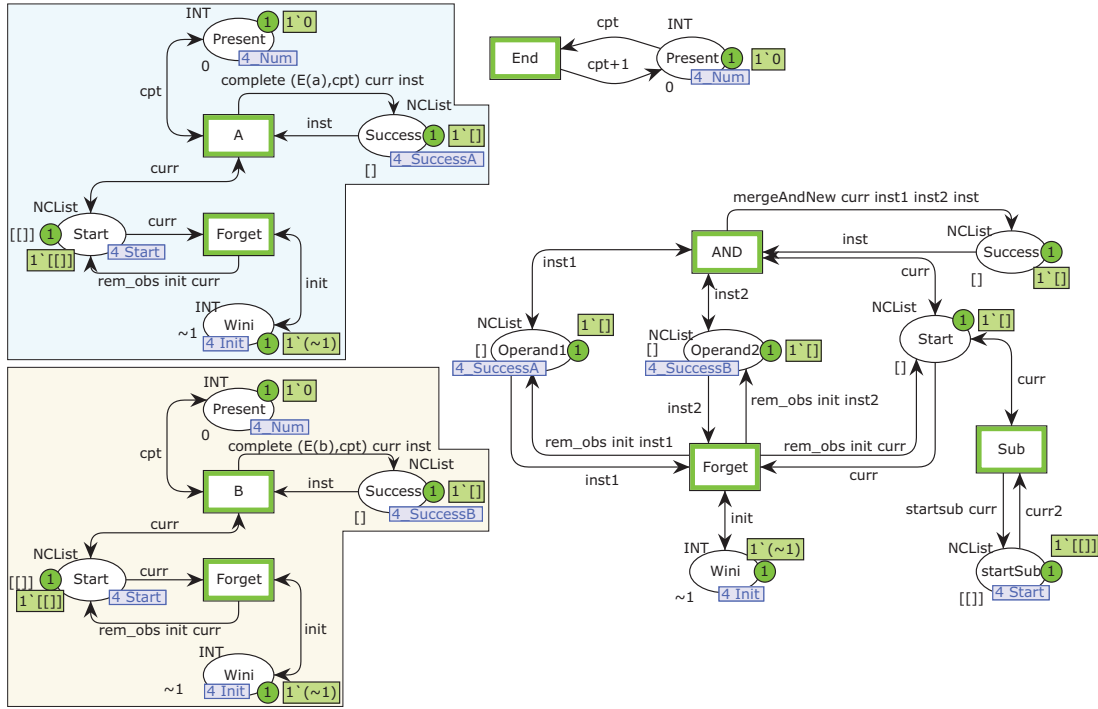 INT
Present
1
1`0
4_Num
0
cpt
complete (E(a),cpt) curr inst
NCList
A
inst
Success
1
1`[]
4_SuccessA
[]
curr
NCList
[[]]
1
Start
4 Start
1`[[]]
curr
Forget
rem_obs init curr
init
INT
Wini
~1
4 Init
1
1`(~1)
INT
Present
1
1`0
4_Num
0
cpt
complete (E(b),cpt) curr inst
NCList
B
inst
Success
1
1`[]
4_SuccessB
[]
curr
NCList
[[]]
1
Start
4 Start
1`[[]]
curr
Forget
rem_obs init curr
init
INT
Wini
~1
4 Init
1
1`(~1)
End
cpt
cpt+1
INT
Present
1
1`0
4_Num
0
mergeAndNew curr inst1 inst2 inst
AND
inst
NCList
Success
1
1`[]
[]
inst1
inst2
curr
NCList
[]
Operand1
1
1`[]
4_SuccessA
NCList
[]
Operand2
1
1`[]
4_SuccessB
NCList
Start
1
1`[]
[]
inst2
rem_obs init inst2
rem_obs init inst1
inst1
Forget
rem_obs init curr
curr
curr
Sub
startsub curr
curr2
init
INT
Wini
1
1`(~1)
~1
4 Init
NCList
startSub
1
1`[[]]
4 Start
[[]]